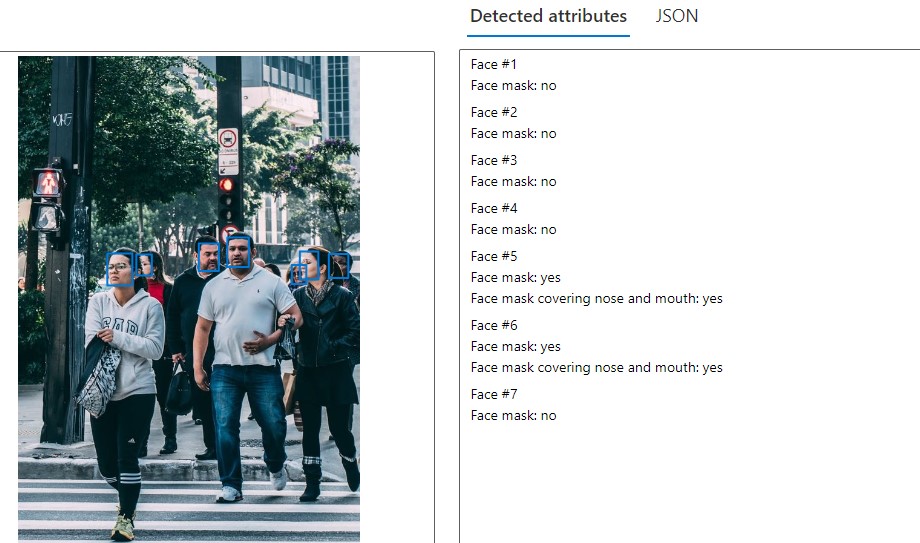 Detected attributes
JSON
Face #1
Face mask: no
Face #2
Face mask: no
Face #3
Face mask: no
Face #4
Face mask: no
Face #5
Face mask: yes
Face mask covering nose and mouth: yes
Face #6
Face mask: yes
Face mask covering nose and mouth: yes
Face #7
Face mask: no
GAP